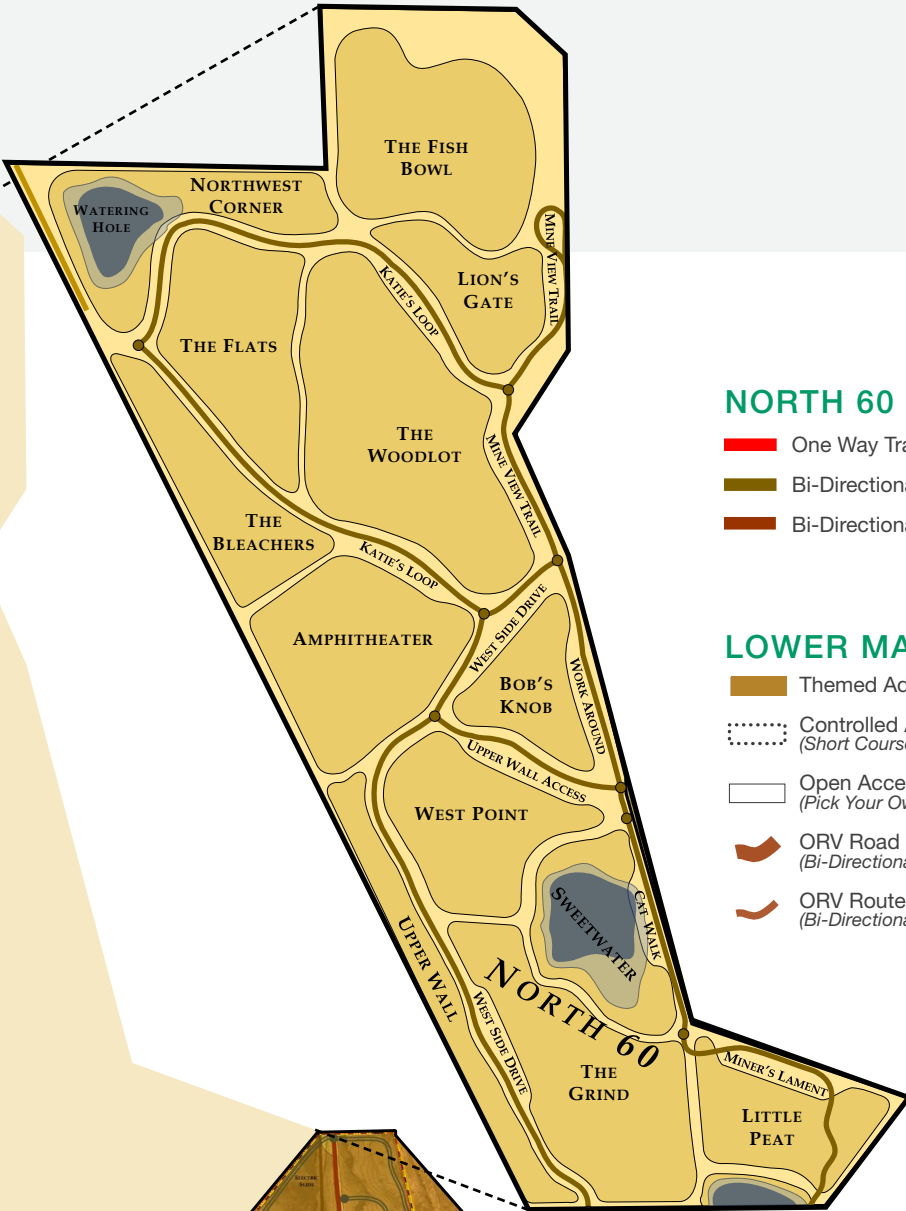 THE FISH
BOWL
NORTHWEST
CORNER
WATERING
HOLE
MINE VIEW TRAIL
LION'S
GATE
KATIE'S LOOP
THE FLATS
THE
WOODLOT
MINE VIEW TRAIL
THE
BLEACHERS
KATIE'S LOOP
AMPHITHEATER
WEST SIDE DRIVE
BOB'S
KNOB
WORK AROUND
UPPER WALL ACCESS
WEST POINT
SWEETWATER
CAT WALK
UPPER WALL
NORTH 60
WEST SIDE DRIVE
THE
GRIND
MINER'S LAMENT
LITTLE
PEAT
NORTH 60
One Way Tra
Bi-Directiona
Bi-Directiona
LOWER MA
Themed Ad
Controlled A
(Short Course
Open Acce
(Pick Your Ow
ORV Road
(Bi-Directiona
ORV Route
(Bi-Directiona